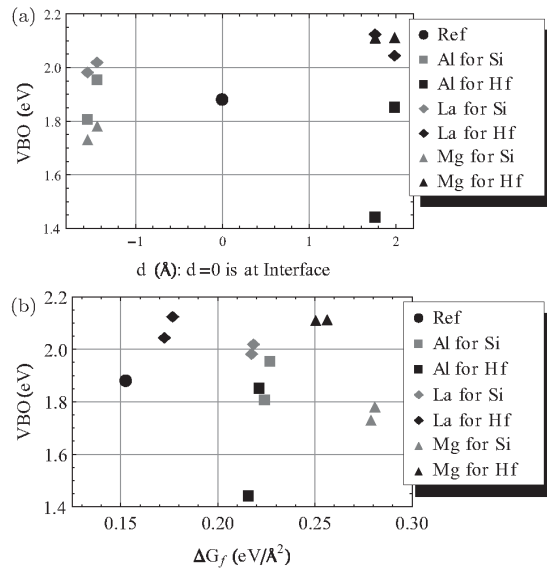 (a)
2.2
2.0
1.8
1.6
1.4
VBO (eV)
−1
0
1
2
d (Å): d=0 is at Interface
Ref
Al for Si
Al for Hf
La for Si
La for Hf
Mg for Si
Mg for Hf
(b)
2.2
2.0
1.8
1.6
1.4
VBO(eV)
0.15
0.20
0.25
0.30
ΔG_f (eV/Å²)
Ref
Al for Si
Al for Hf
La for Si
La for Hf
Mg for Si
Mg for Hf